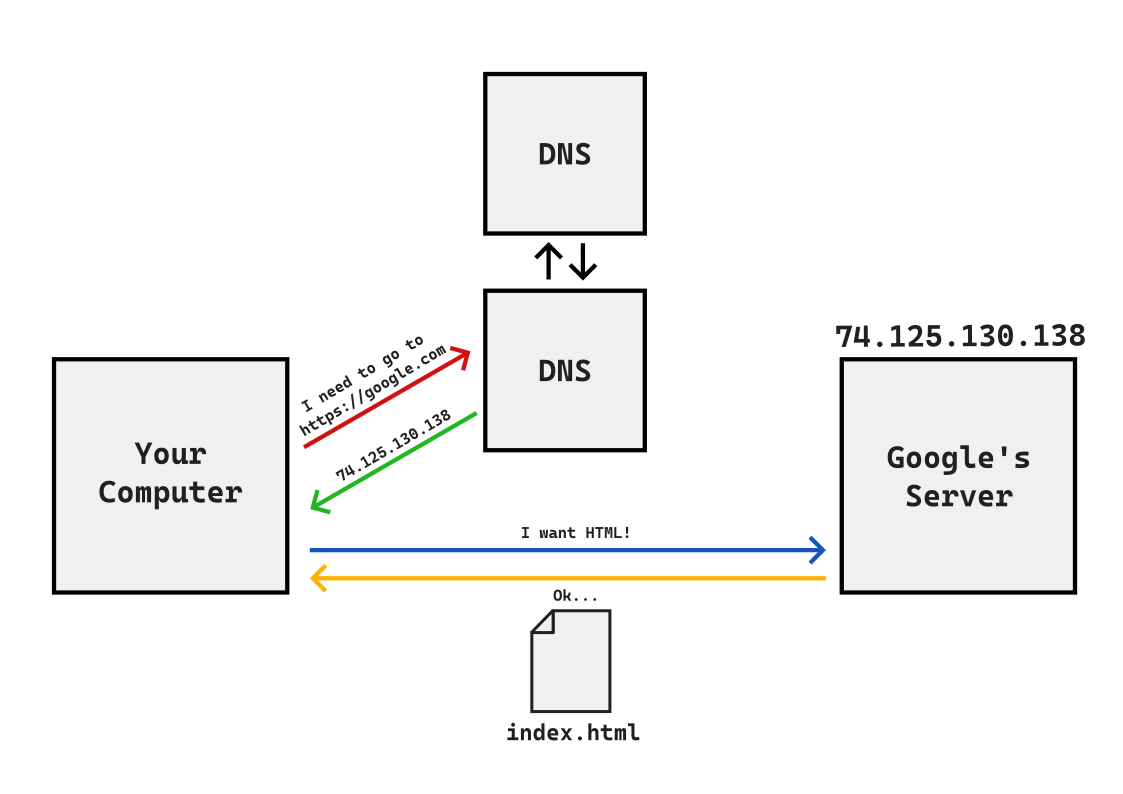 DNS
DNS
74.125.130.138
I need to go to
https://google.com
74.125.130.138
Your
Computer
Google's
Server
I want HTML!
Ok...
index.html